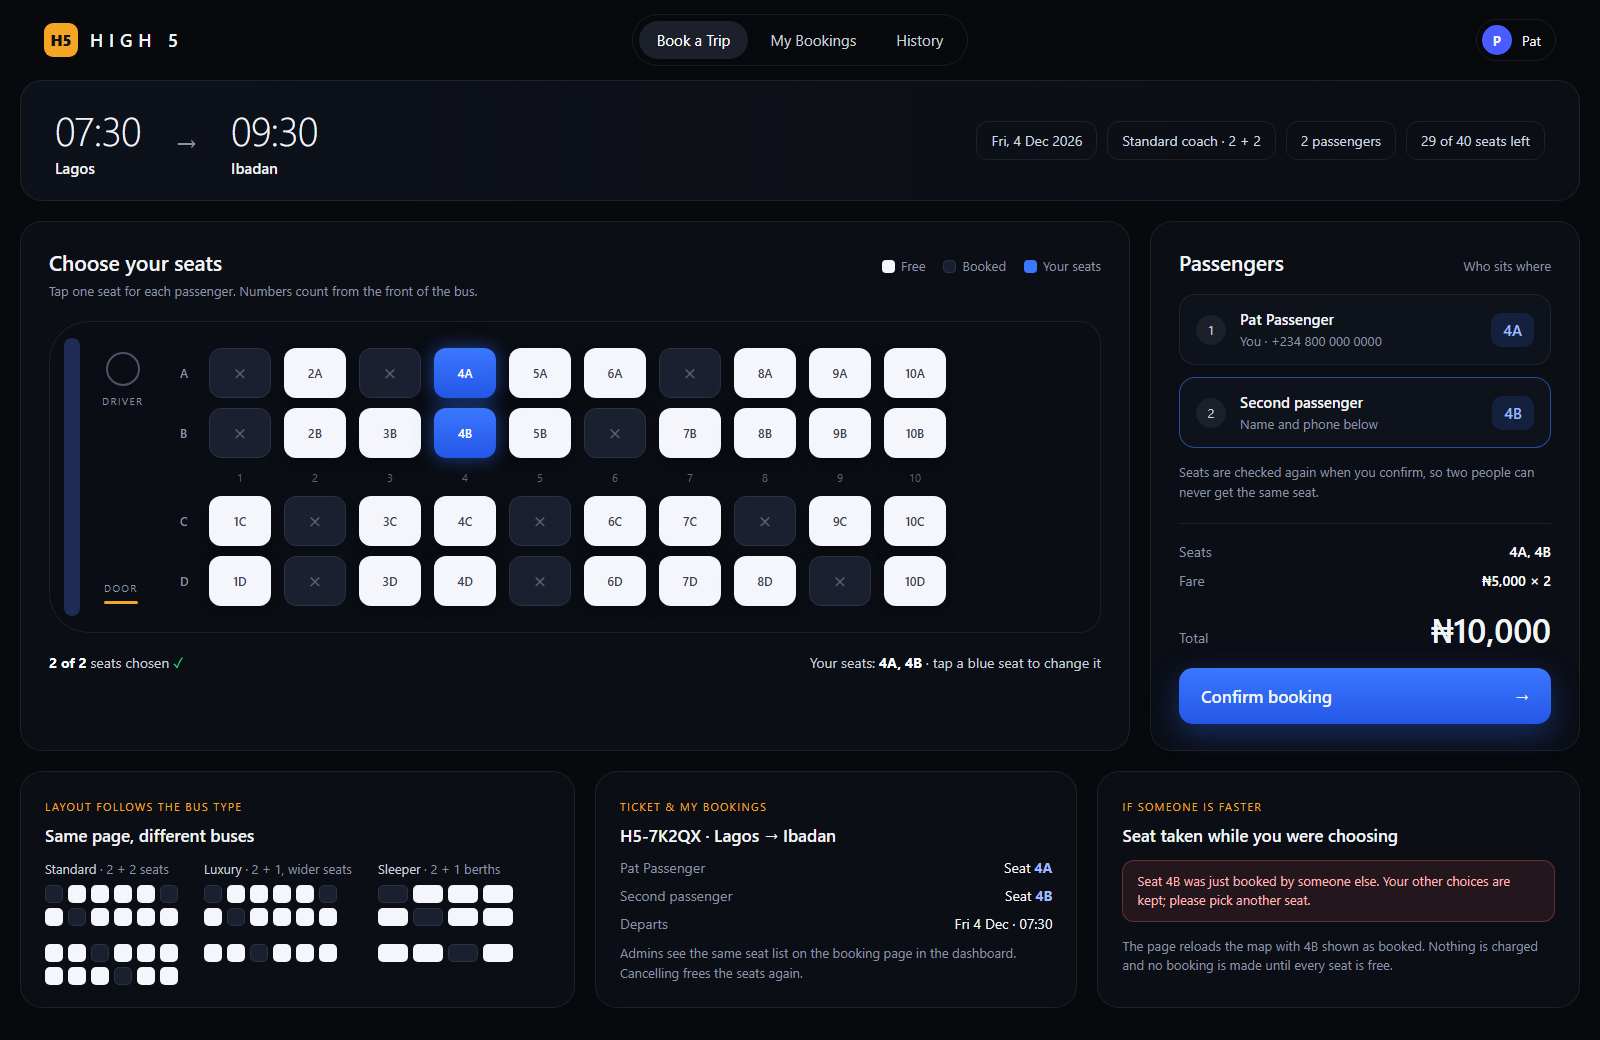 H5 HIGH 5
Book a Trip My Bookings History
P Pat
07:30 → 09:30
Lagos Ibadan
Fri, 4 Dec 2026 Standard coach · 2 + 2 2 passengers 29 of 40 seats left
Choose your seats
Free Booked Your seats
Tap one seat for each passenger. Numbers count from the front of the bus.
DRIVER
A × 2A × 4A 5A 6A × 8A 9A 10A
B × 2B 3B 4B 5B × 7B 8B 9B 10B
1 2 3 4 5 6 7 8 9 10
C 1C × 3C 4C × 6C 7C × 9C 10C
DOOR
D 1D × 3D 4D × 6D 7D 8D × 10D
2 of 2 seats chosen ✓
Your seats: 4A, 4B · tap a blue seat to change it
Passengers Who sits where
1 Pat Passenger 4A
You · +234 800 000 0000
2 Second passenger 4B
Name and phone below
Seats are checked again when you confirm, so two people can
never get the same seat.
Seats 4A, 4B
Fare ₦5,000 × 2
Total ₦10,000
Confirm booking →
LAYOUT FOLLOWS THE BUS TYPE
Same page, different buses
Standard · 2 + 2 seats Luxury · 2 + 1, wider seats Sleeper · 2 + 1 berths
TICKET & MY BOOKINGS
H5-7K2QX · Lagos → Ibadan
Pat Passenger Seat 4A
Second passenger Seat 4B
Departs Fri 4 Dec · 07:30
Admins see the same seat list on the booking page in the dashboard.
Cancelling frees the seats again.
IF SOMEONE IS FASTER
Seat taken while you were choosing
Seat 4B was just booked by someone else. Your other choices are
kept; please pick another seat.
The page reloads the map with 4B shown as booked. Nothing is charged
and no booking is made until every seat is free.